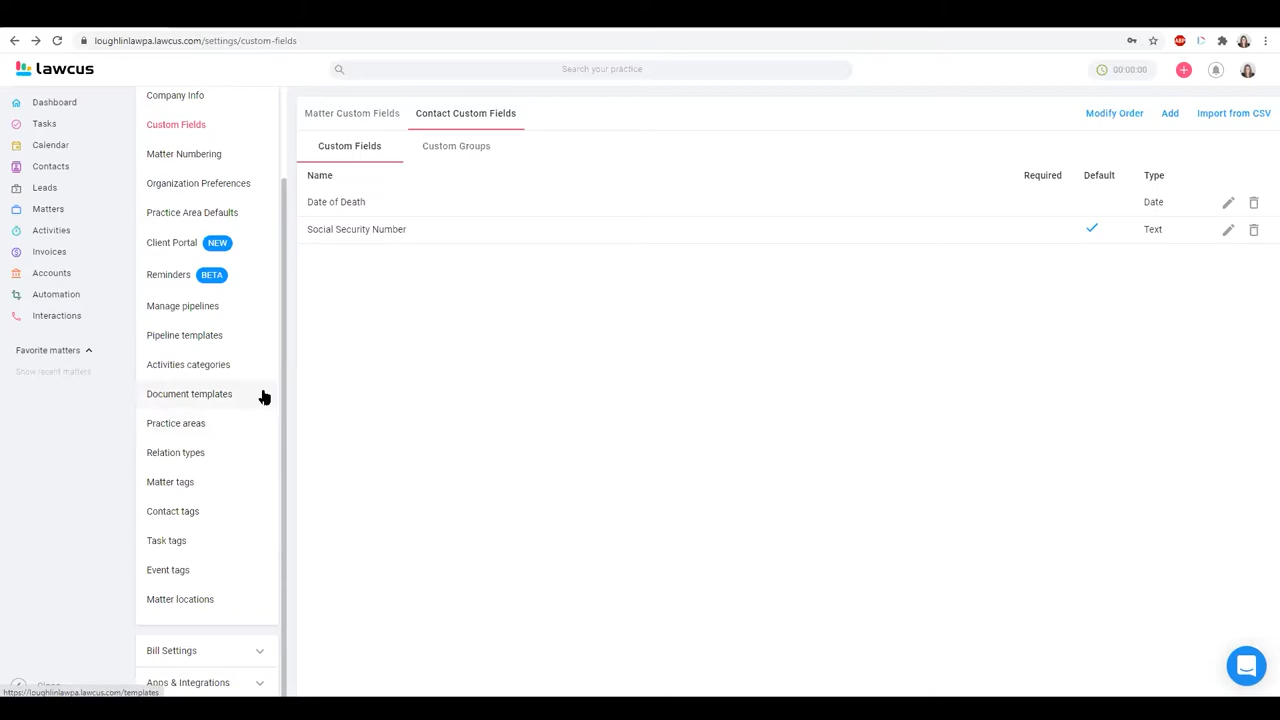 loughlinlawpa.lawcus.com/settings/custom-fields
ABP
lawcus
Search your practice
00:00:00
Dashboard
Tasks
Calendar
Contacts
Leads
Matters
Activities
Invoices
Accounts
Automation
Interactions
Favorite matters
Show recent matters
https://loughlinlawpa.lawcus.com/templates
Company Info
Custom Fields
Matter Numbering
Organization Preferences
Practice Area Defaults
Client Portal NEW
Reminders BETA
Manage pipelines
Pipeline templates
Activities categories
Document templates
Practice areas
Relation types
Matter tags
Contact tags
Task tags
Event tags
Matter locations
Bill Settings
Apps & Integrations
Matter Custom Fields Contact Custom Fields Modify Order Add Import from CSV
Custom Fields Custom Groups
Name Required Default Type
Date of Death Date
Social Security Number Text